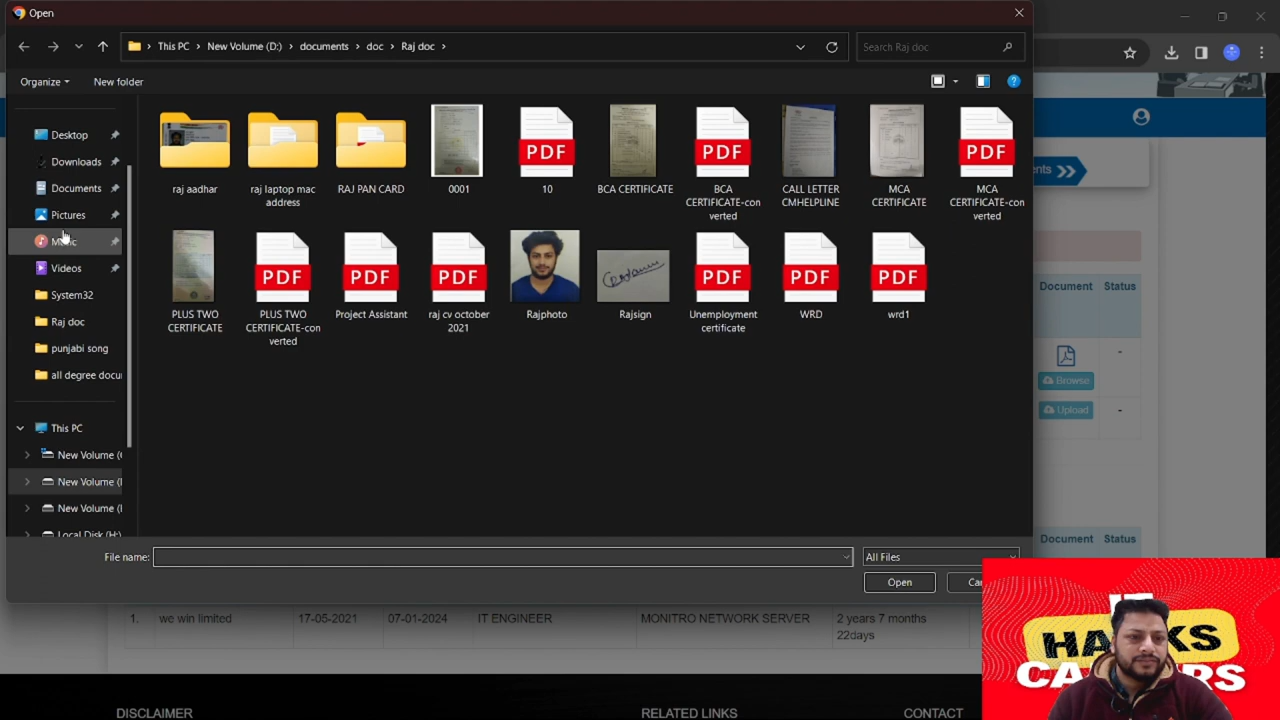 Open
This PC > New Volume (D:) > documents > doc > Raj doc >
Search Raj doc
Organize
New folder
Desktop
Downloads
Documents
Pictures
Videos
System32
Raj doc
punjabi song
all degree docu
This PC
New Volume (
New Volume (
New Volume (
Local Disk (H:)
raj aadhar
raj laptop mac address
RAJ PAN CARD
0001
PDF
10
BCA CERTIFICATE
PDF
BCA CERTIFICATE-converted
CALL LETTER CMHELPLINE
MCA CERTIFICATE
PDF
MCA CERTIFICATE-converted
PLUS TWO CERTIFICATE
PDF
PLUS TWO CERTIFICATE-converted
PDF
Project Assistant
PDF
raj cv october 2021
Rajphoto
Rajsign
PDF
Unemployment certificate
PDF
WRD
PDF
wrd1
File name:
All Files
Open
Ca
nts
Document Status
-
Browse
Upload
-
Document Status
1. we win limited 17-05-2021 07-01-2024 IT ENGINEER MONITRO NETWORK SERVER 2 years 7 months
22days
DISCLAIMER
RELATED LINKS
CONTACT